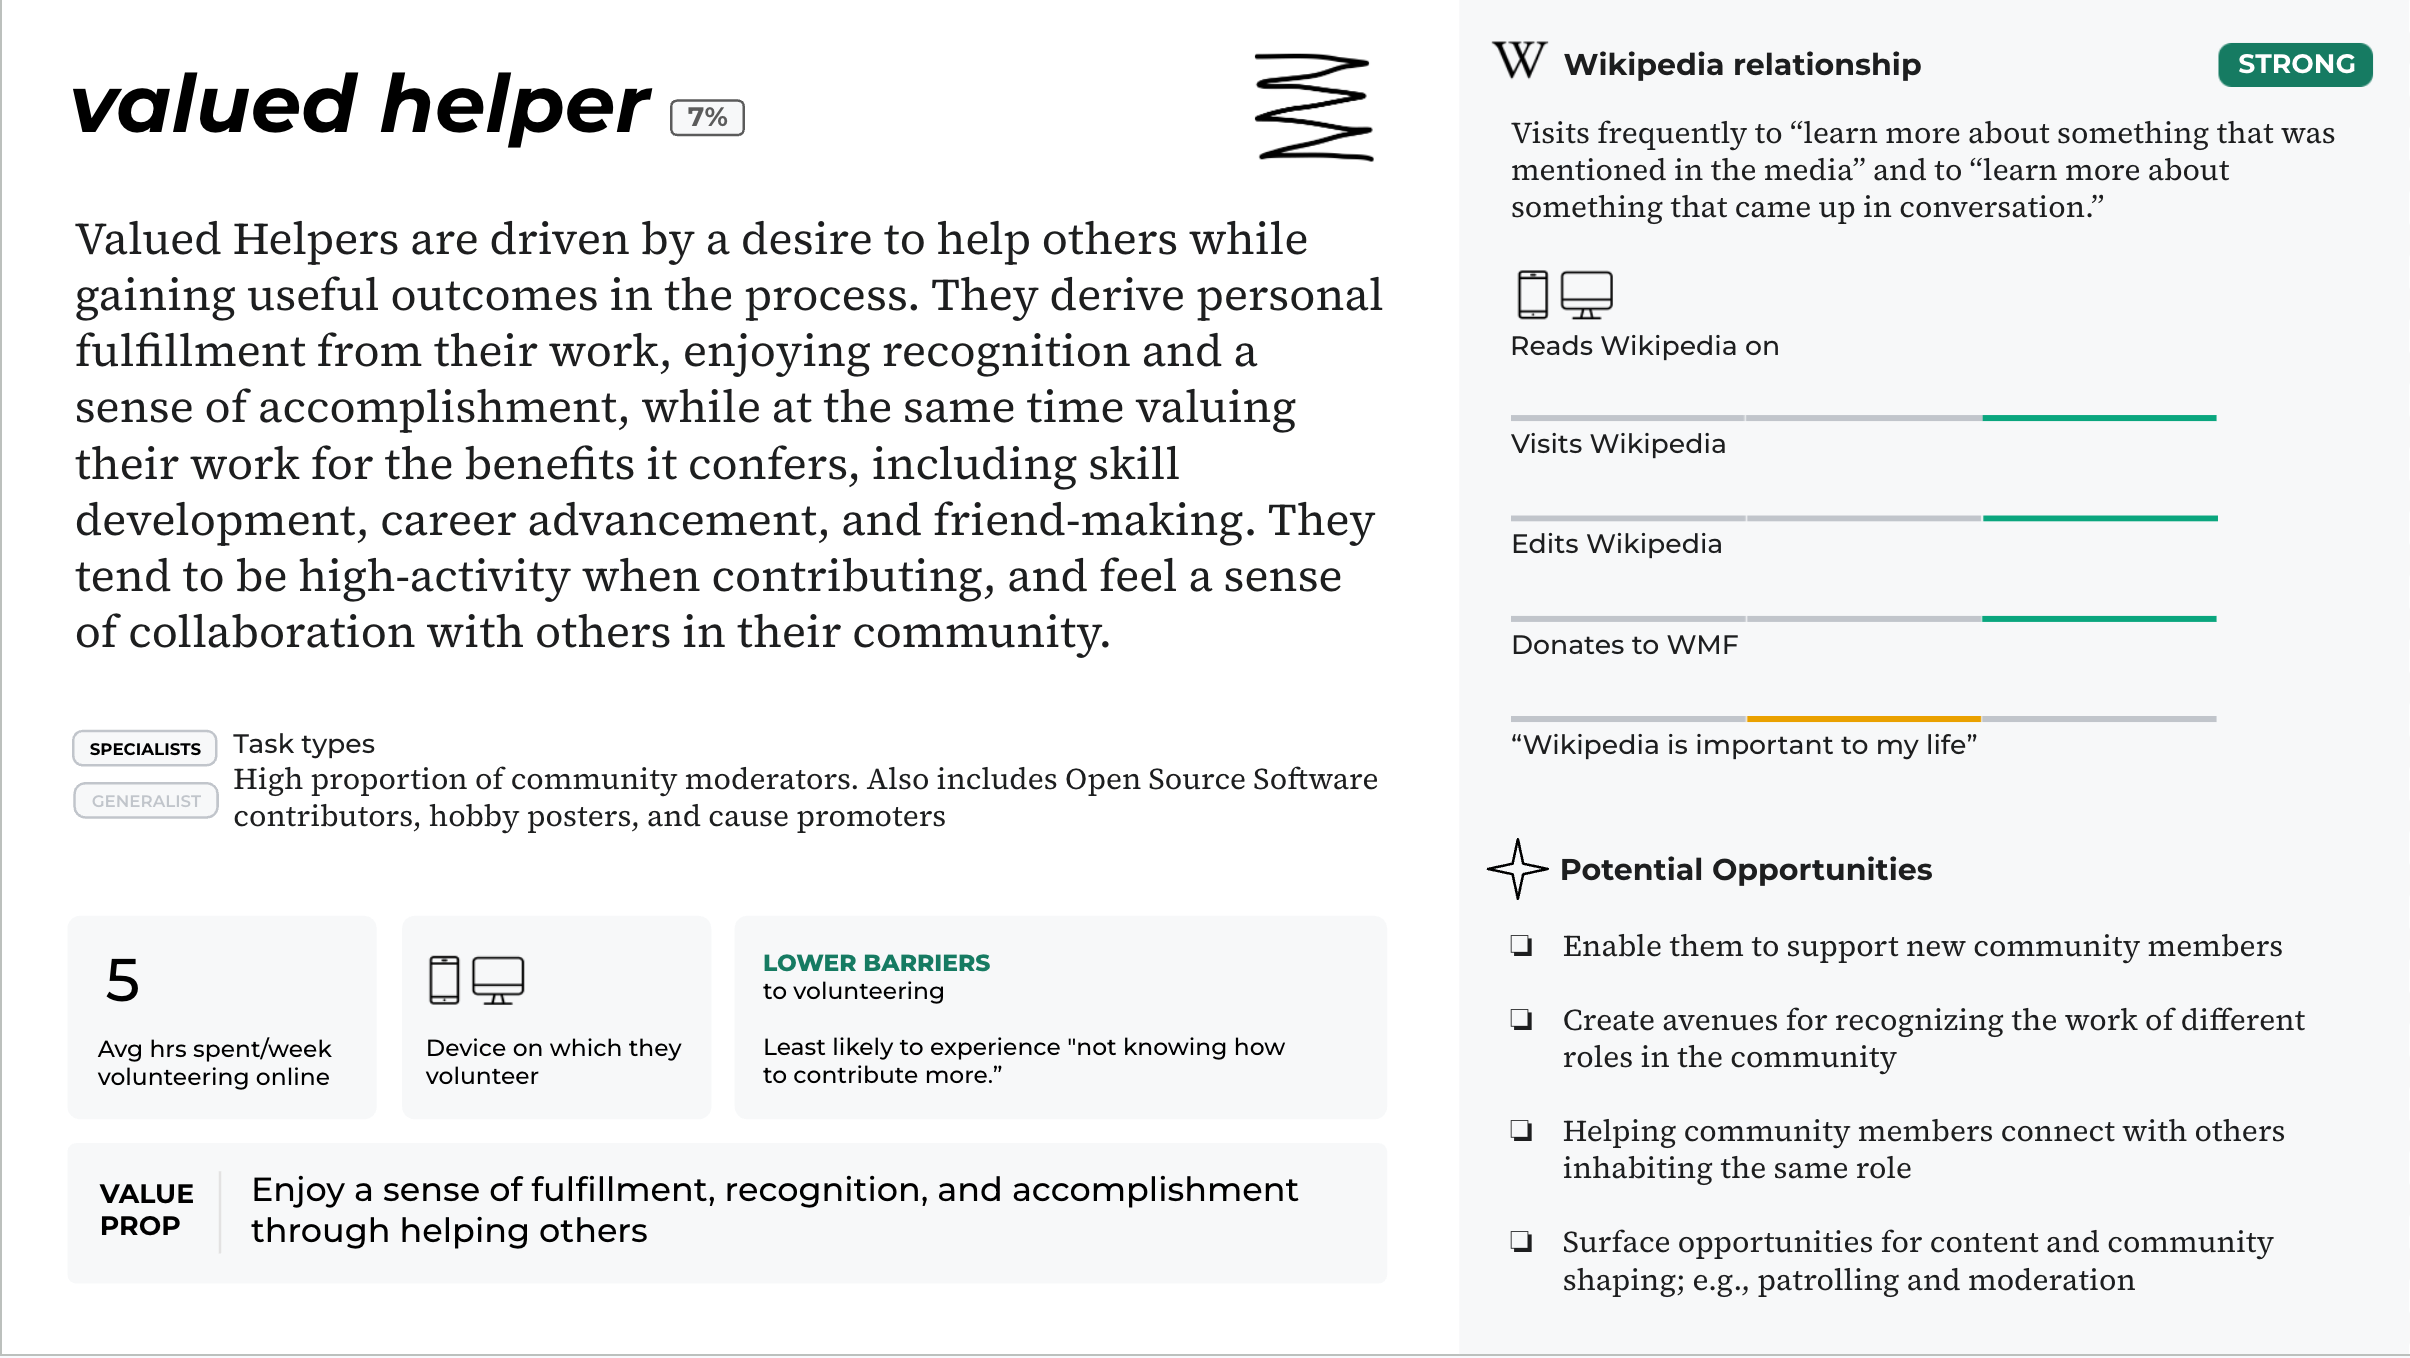 valued helper 7%
Valued Helpers are driven by a desire to help others while
gaining useful outcomes in the process. They derive personal
fulfillment from their work, enjoying recognition and a
sense of accomplishment, while at the same time valuing
their work for the benefits it confers, including skill
development, career advancement, and friend-making. They
tend to be high-activity when contributing, and feel a sense
of collaboration with others in their community.
SPECIALISTS
GENERALIST
Task types
High proportion of community moderators. Also includes Open Source Software
contributors, hobby posters, and cause promoters
5
Avg hrs spent/week
volunteering online
Device on which they
volunteer
LOWER BARRIERS
to volunteering
Least likely to experience "not knowing how
to contribute more.”
VALUE
PROP
Enjoy a sense of fulfillment, recognition, and accomplishment
through helping others
W Wikipedia relationship
STRONG
Visits frequently to “learn more about something that was
mentioned in the media” and to “learn more about
something that came up in conversation.”
Reads Wikipedia on
Visits Wikipedia
Edits Wikipedia
Donates to WMF
“Wikipedia is important to my life”
Potential Opportunities
❏ Enable them to support new community members
❏ Create avenues for recognizing the work of different
roles in the community
❏ Helping community members connect with others
inhabiting the same role
❏ Surface opportunities for content and community
shaping; e.g., patrolling and moderation